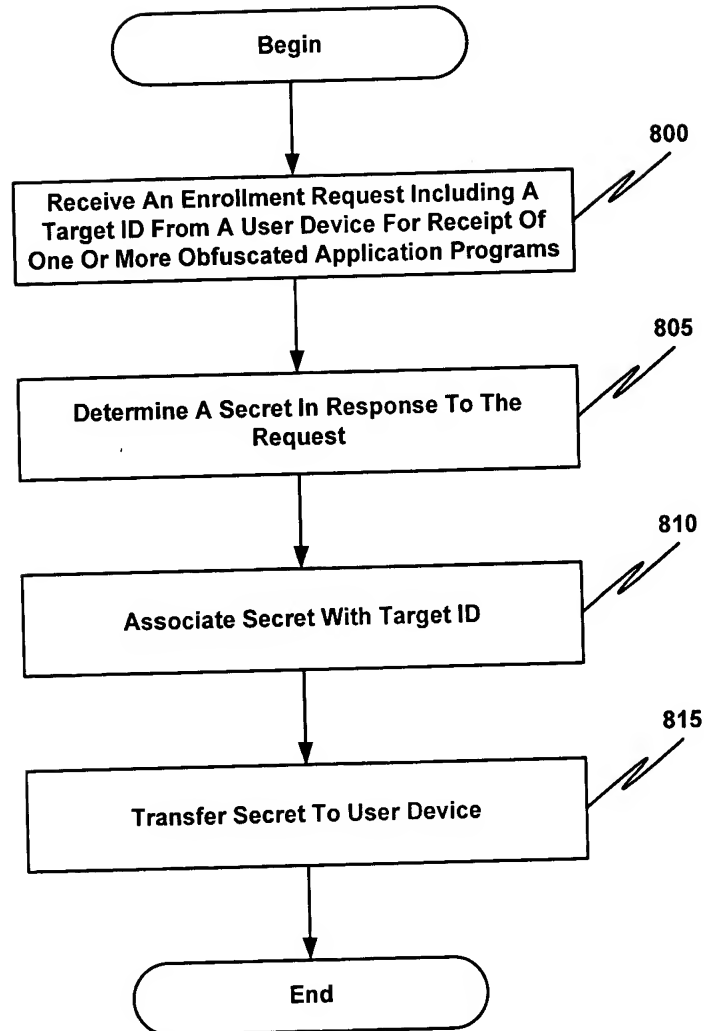 Begin
800
Receive An Enrollment Request Including A
Target ID From A User Device For Receipt Of
One Or More Obfuscated Application Programs
805
Determine A Secret In Response To The
Request
810
Associate Secret With Target ID
815
Transfer Secret To User Device
End